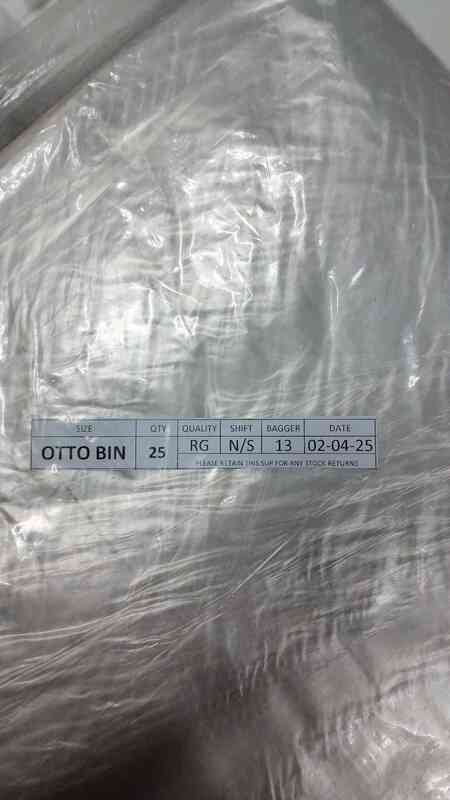 SIZE QTY QUALITY SHIFT BAGGER DATE
OTTO BIN 25 RG N/S 13 02-04-25
PLEASE RETAIN THIS SLIP FOR ANY STOCK RETURNS